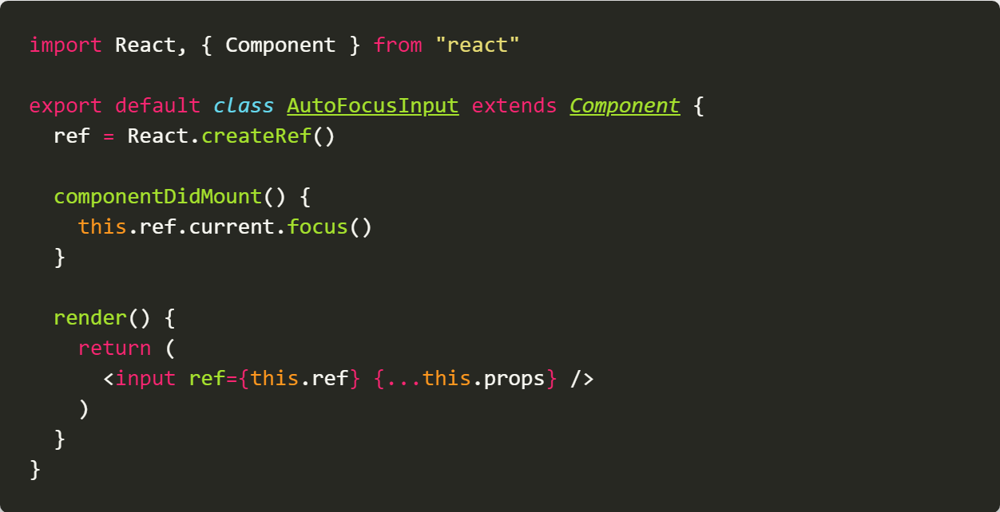 import React, { Component } from "react"

export default class AutoFocusInput extends Component {
  ref = React.createRef()

  componentDidMount() {
    this.ref.current.focus()
  }

  render() {
    return (
      <input ref={this.ref} {...this.props} />
    )
  }
}